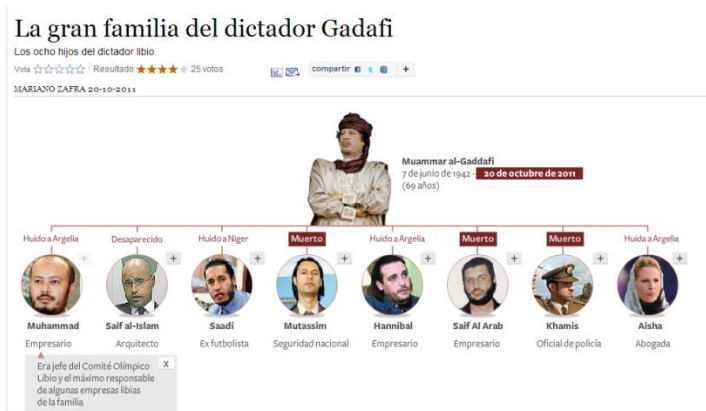 La gran familia del dictador Gadafi
Los ocho hijos del dictador libio.
Vota Resultado 25 votos compartir +
MARIANO ZAFRA 20-10-2011
Muammar al-Gaddafi
7 de junio de 1942 - 20 de octubre de 2011
(69 años)
Huido a Argelia Desaparecido Huido a Niger Muerto Huido a Argelia Muerto Muerto Huida a Argelia
+ + + + + + + +
Muhammad Saif al-Islam Saadi Mutassim Hannibal Saif Al Arab Khamis Aisha
Empresario Arquitecto Ex futbolista Seguridad nacional Empresario Empresario Oficial de policía Abogada
Era jefe del Comité Olímpico X
Libio y el máximo responsable
de algunas empresas libias
de la familia